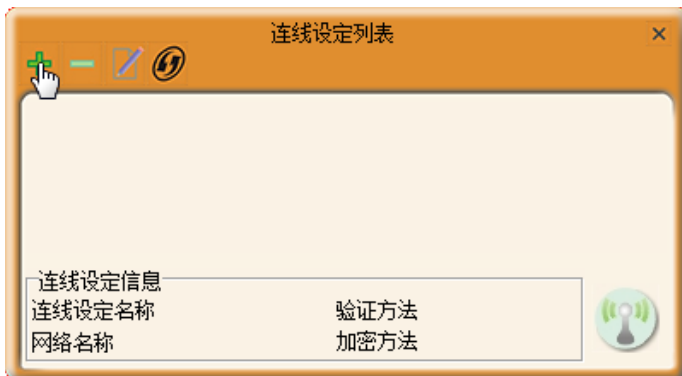 连线设定列表
连线设定信息
连线设定名称 验证方法
网络名称 加密方法